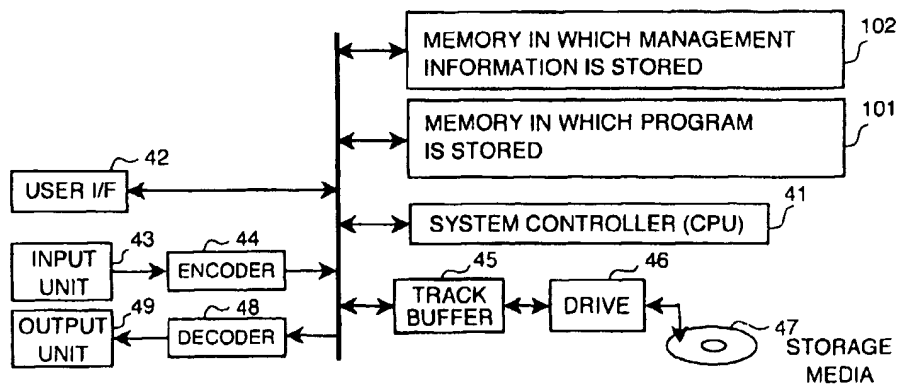 102
MEMORY IN WHICH MANAGEMENT
INFORMATION IS STORED
101
MEMORY IN WHICH PROGRAM
IS STORED
42
USER I/F
41
SYSTEM CONTROLLER (CPU)
43
INPUT
UNIT
44
ENCODER
45
TRACK
BUFFER
46
DRIVE
49
OUTPUT
UNIT
48
DECODER
47
STORAGE
MEDIA